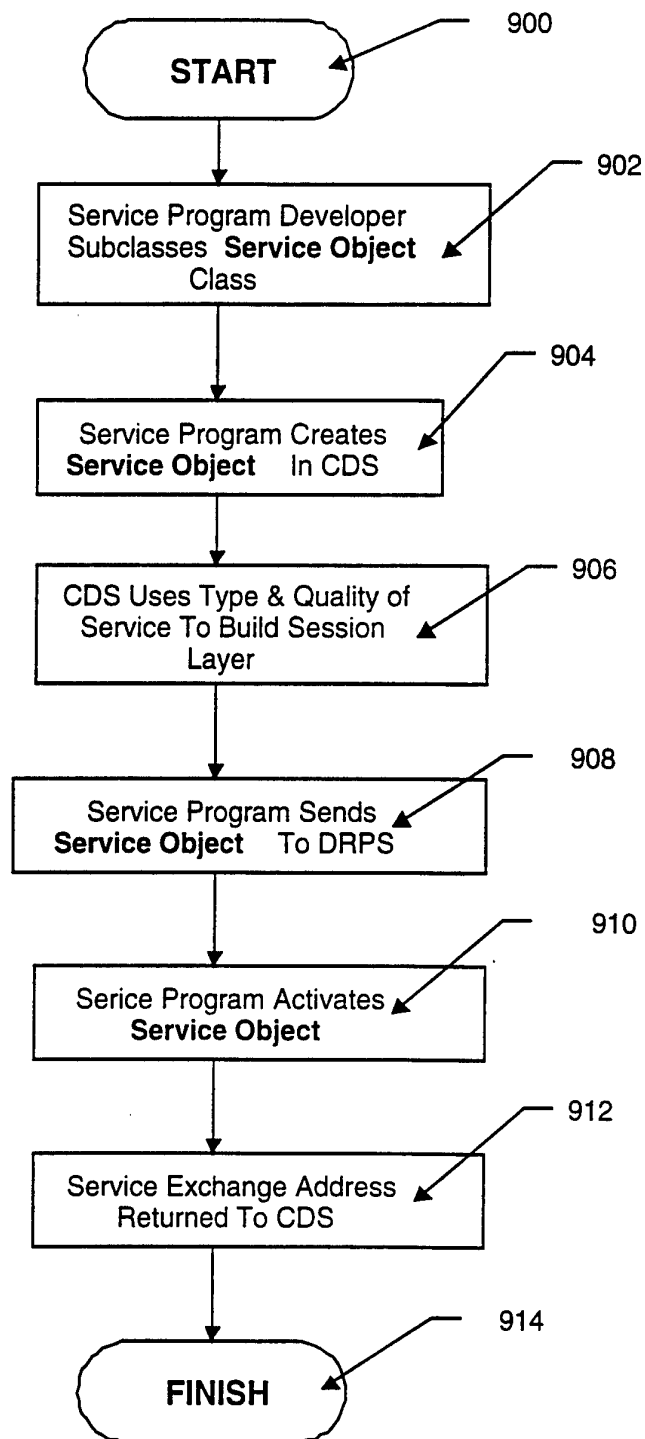 900
START
902
Service Program Developer
Subclasses Service Object
Class
904
Service Program Creates
Service Object In CDS
906
CDS Uses Type & Quality of
Service To Build Session
Layer
908
Service Program Sends
Service Object To DRPS
910
Serice Program Activates
Service Object
912
Service Exchange Address
Returned To CDS
914
FINISH